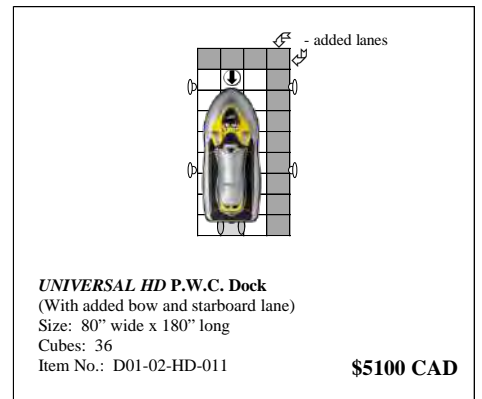 - added lanes
UNIVERSAL HD P.W.C. Dock
(With added bow and starboard lane)
Size:  80” wide x 180” long
Cubes:  36
Item No.:  D01-02-HD-011
$5100 CAD